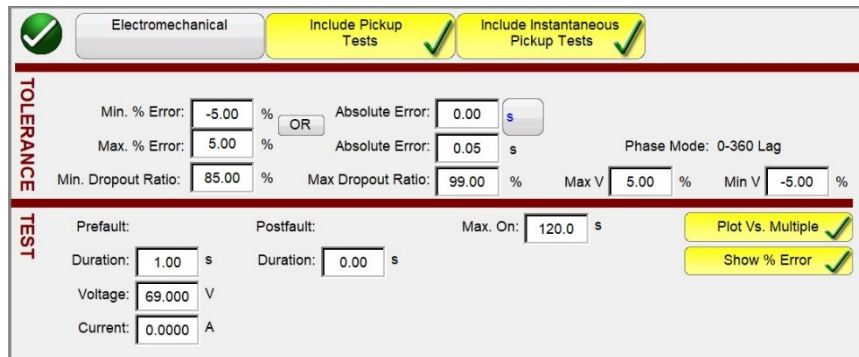 Electromechanical Include Pickup Tests Include Instantaneous Pickup Tests
TOLERANCE
Min. % Error: -5.00 % OR Absolute Error: 0.00 s
Max. % Error: 5.00 % Absolute Error: 0.05 s Phase Mode: 0-360 Lag
Min. Dropout Ratio: 85.00 % Max Dropout Ratio: 99.00 % Max V 5.00 % Min V -5.00 %
TEST
Prefault: Postfault: Max. On: 120.0 s Plot Vs. Multiple
Duration: 1.00 s Duration: 0.00 s Show % Error
Voltage: 69.000 V
Current: 0.0000 A